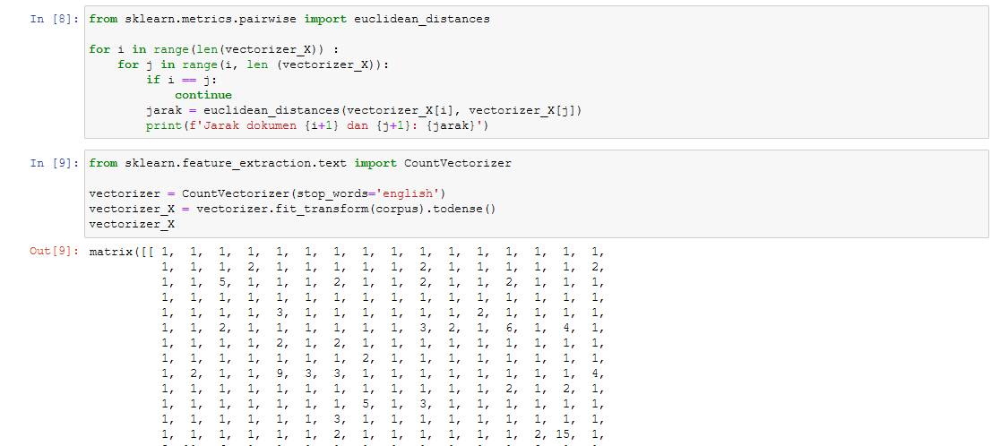 In [8]: from sklearn.metrics.pairwise import euclidean_distances
for i in range(len(vectorizer_X)) :
for j in range(i, len (vectorizer_X)):
if i == j:
continue
jarak = euclidean_distances(vectorizer_X[i], vectorizer_X[j])
print(f'Jarak dokumen {i+1} dan {j+1}: {jarak}')
In [9]: from sklearn.feature_extraction.text import CountVectorizer
vectorizer = CountVectorizer(stop_words='english')
vectorizer_X = vectorizer.fit_transform(corpus).todense()
vectorizer_X
Out[9]: matrix([[ 1, 1, 1, 1, 1, 1, 1, 1, 1, 1, 1, 1, 1, 1, 1, 1,
1, 1, 1, 2, 1, 1, 1, 1, 1, 2, 1, 1, 1, 1, 1, 2,
1, 1, 5, 1, 1, 1, 2, 1, 1, 2, 1, 1, 2, 1, 1, 1,
1, 1, 1, 1, 1, 1, 1, 1, 1, 1, 1, 1, 1, 1, 1, 1,
1, 1, 1, 1, 3, 1, 1, 1, 1, 1, 1, 2, 1, 1, 1, 1,
1, 1, 2, 1, 1, 1, 1, 1, 1, 3, 2, 1, 6, 1, 4, 1,
1, 1, 1, 1, 2, 1, 2, 1, 1, 1, 1, 1, 1, 1, 1, 1,
1, 1, 1, 1, 1, 1, 1, 2, 1, 1, 1, 1, 1, 1, 1, 1,
1, 2, 1, 1, 9, 3, 3, 1, 1, 1, 1, 1, 1, 1, 1, 4,
1, 1, 1, 1, 1, 1, 1, 1, 1, 1, 1, 1, 2, 1, 2, 1,
1, 1, 1, 1, 1, 1, 1, 5, 1, 3, 1, 1, 1, 1, 1, 1,
1, 1, 1, 1, 1, 1, 3, 1, 1, 1, 1, 1, 1, 1, 1, 1,
1, 1, 1, 1, 1, 1, 2, 1, 1, 1, 1, 1, 1, 2, 15, 1,